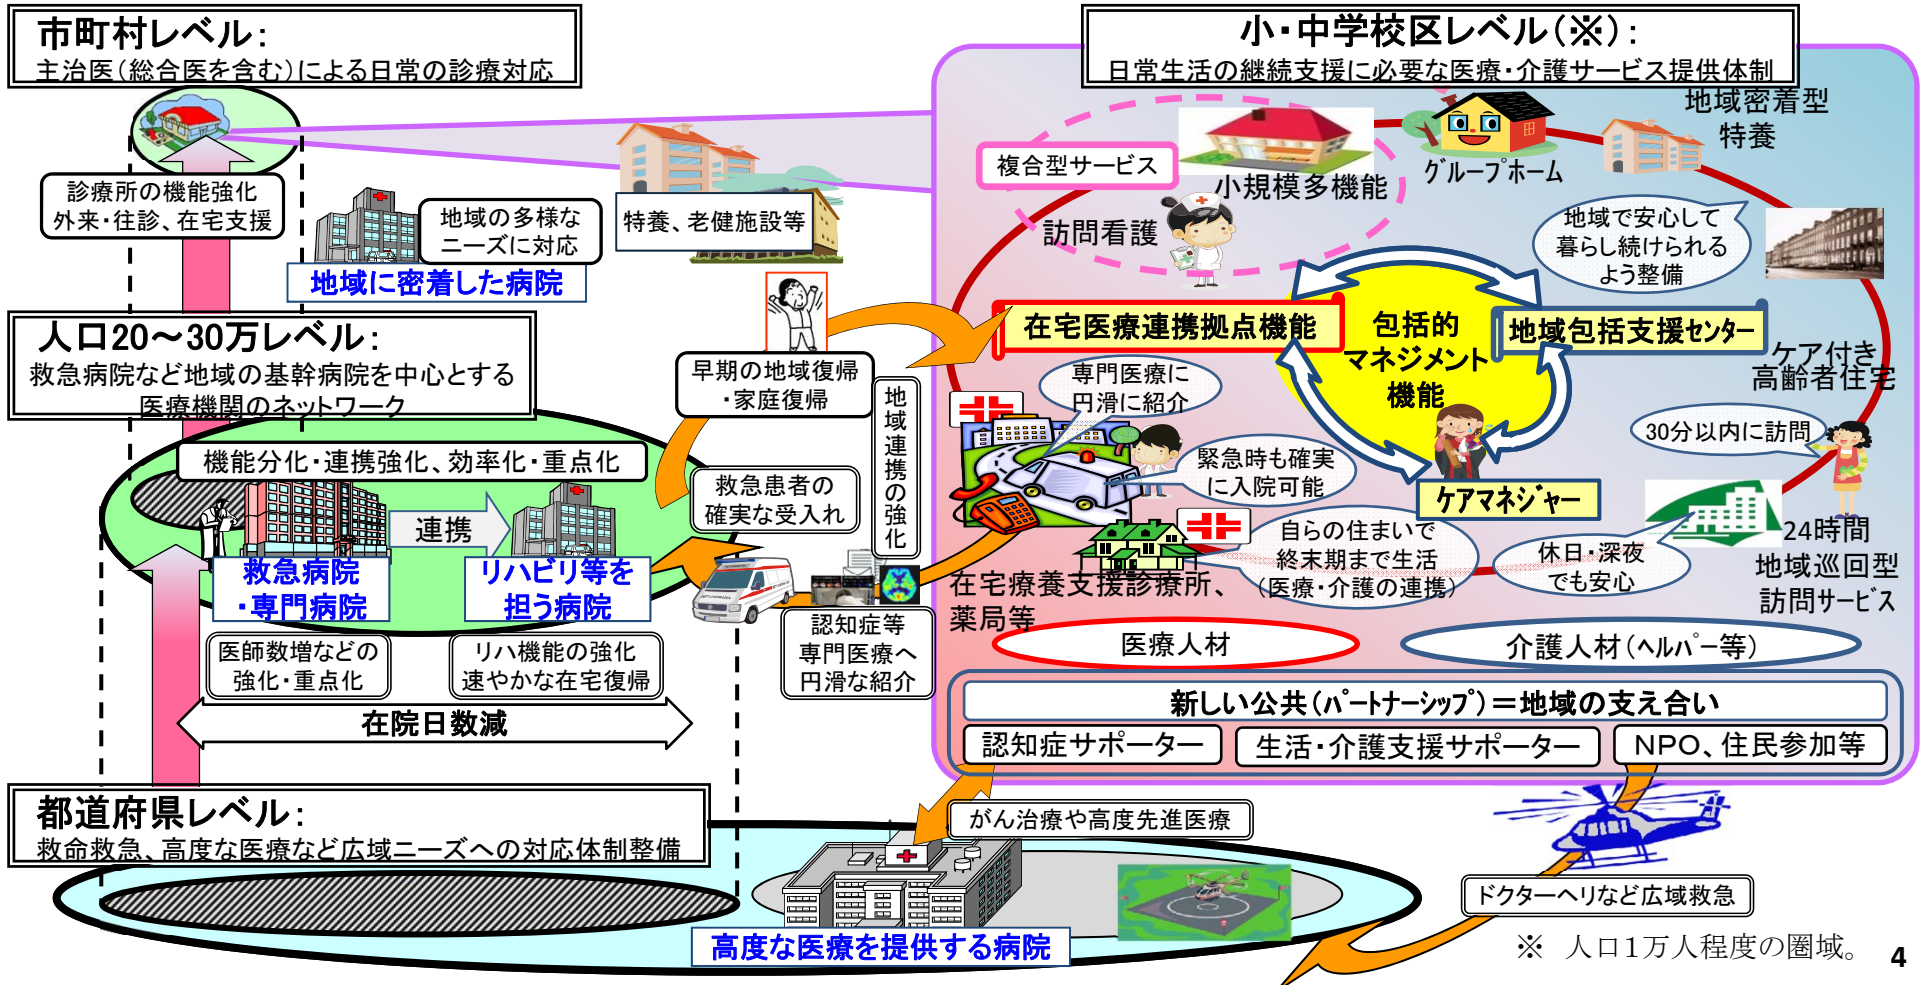 市町村レベル：
主治医（総合医を含む）による日常の診療対応
診療所の機能強化
外来・往診、在宅支援
地域の多様な
ニーズに対応
地域に密着した病院
特養、老健施設等
人口20～30万レベル：
救急病院など地域の基幹病院を中心とする
医療機関のネットワーク
機能分化・連携強化、効率化・重点化
連携
救急病院
・専門病院
リハビリ等を
担う病院
医師数増などの
強化・重点化
リハ機能の強化
速やかな在宅復帰
在院日数減
早期の地域復帰
・家庭復帰
地域連携の強化
救急患者の
確実な受入れ
認知症等
専門医療へ
円滑な紹介
都道府県レベル：
救命救急、高度な医療など広域ニーズへの対応体制整備
高度な医療を提供する病院
がん治療や高度先進医療
ドクターヘリなど広域救急
小・中学校区レベル（※）：
日常生活の継続支援に必要な医療・介護サービス提供体制
複合型サービス
小規模多機能
訪問看護
グループホーム
地域密着型
特養
地域で安心して
暮らし続けられる
よう整備
在宅医療連携拠点機能
包括的
マネジメント
機能
地域包括支援センター
ケア付き
高齢者住宅
専門医療に
円滑に紹介
緊急時も確実
に入院可能
ケアマネジャー
30分以内に訪問
自らの住まいで
終末期まで生活
（医療・介護の連携）
休日・深夜
でも安心
24時間
地域巡回型
訪問サービス
在宅療養支援診療所、
薬局等
医療人材
介護人材（ヘルパー等）
新しい公共（パートナーシップ）＝地域の支え合い
認知症サポーター
生活・介護支援サポーター
NPO、住民参加等
※　人口1万人程度の圏域。
4